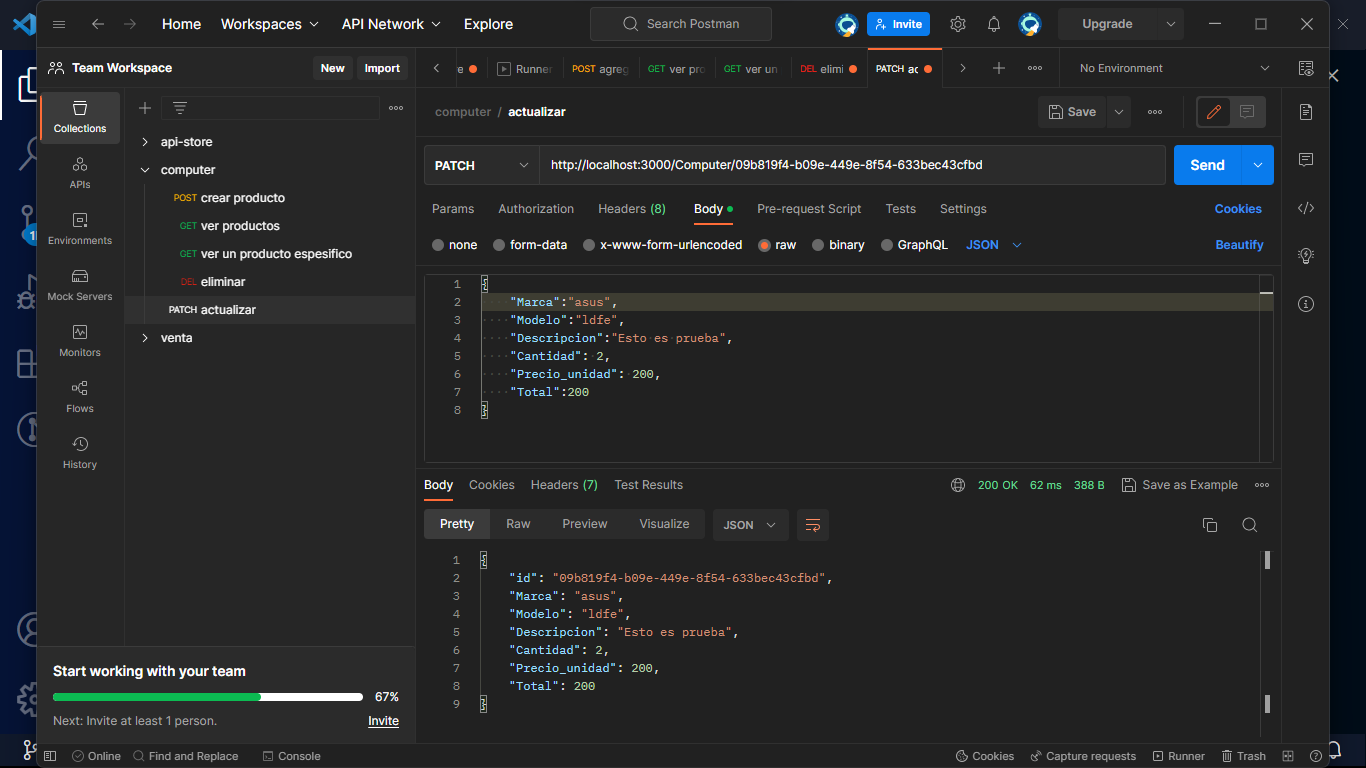 Home Workspaces API Network Explore Search Postman Invite Upgrade
Team Workspace New Import
Runner POST agreg GET ver pro GET ver un DEL elimi PATCH ac No Environment
Collections
APIs
Environments
Mock Servers
Monitors
Flows
History
api-store
computer
POST crear producto
GET ver productos
GET ver un producto espesifico
DEL eliminar
PATCH actualizar
venta
computer / actualizar Save
PATCH http://localhost:3000/Computer/09b819f4-b09e-449e-8f54-633bec43cfbd Send
Params Authorization Headers (8) Body Pre-request Script Tests Settings Cookies
none form-data x-www-form-urlencoded raw binary GraphQL JSON Beautify
1 {
2 "Marca":"asus",
3 "Modelo":"ldfe",
4 "Descripcion":"Esto es prueba",
5 "Cantidad": 2,
6 "Precio_unidad": 200,
7 "Total":200
8 }
Body Cookies Headers (7) Test Results 200 OK 62 ms 388 B Save as Example
Pretty Raw Preview Visualize JSON
1 {
2 "id": "09b819f4-b09e-449e-8f54-633bec43cfbd",
3 "Marca": "asus",
4 "Modelo": "ldfe",
5 "Descripcion": "Esto es prueba",
6 "Cantidad": 2,
7 "Precio_unidad": 200,
8 "Total": 200
9 }
Start working with your team
67%
Next: Invite at least 1 person. Invite
Online Find and Replace Console Cookies Capture requests Runner Trash